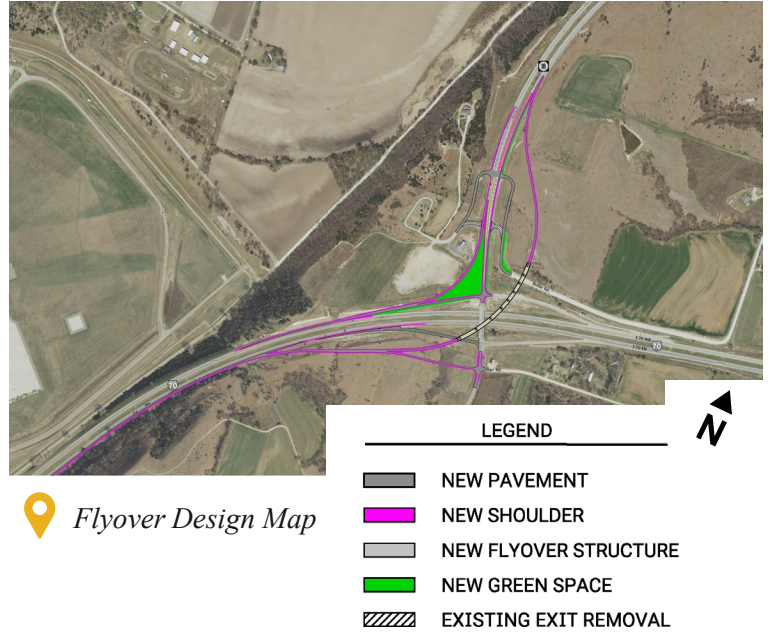 70
70
N
LEGEND
NEW PAVEMENT
NEW SHOULDER
NEW FLYOVER STRUCTURE
NEW GREEN SPACE
EXISTING EXIT REMOVAL
Flyover Design Map